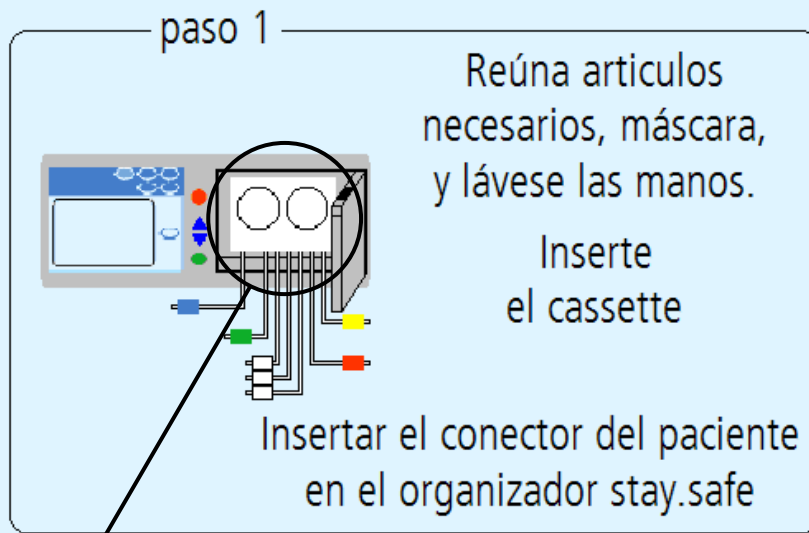 paso 1
Reúna articulos
necesarios, máscara,
y lávese las manos.
Inserte
el cassette
Insertar el conector del paciente
en el organizador stay.safe